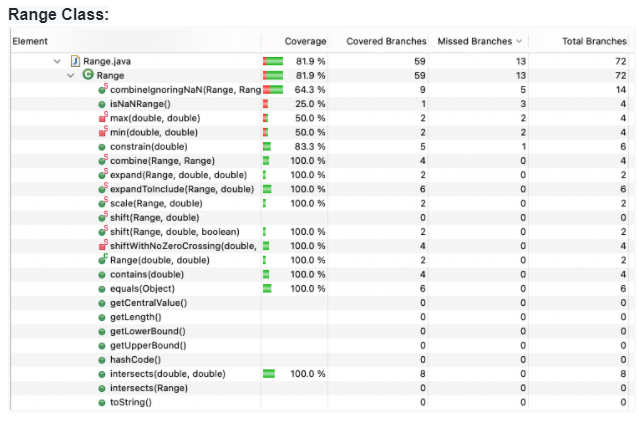 Range Class:
Element Coverage Covered Branches Missed Branches Total Branches
Range.java 81.9 % 59 13 72
Range 81.9 % 59 13 72
combineIgnoringNaN(Range, Rang 64.3 % 9 5 14
isNaNRange() 25.0 % 1 3 4
max(double, double) 50.0 % 2 2 4
min(double, double) 50.0 % 2 2 4
constrain(double) 83.3 % 5 1 6
combine(Range, Range) 100.0 % 4 0 4
expand(Range, double, double) 100.0 % 2 0 2
expandToInclude(Range, double) 100.0 % 6 0 6
scale(Range, double) 100.0 % 2 0 2
shift(Range, double) 0 0 0
shift(Range, double, boolean) 100.0 % 2 0 2
shiftWithNoZeroCrossing(double, 100.0 % 4 0 4
Range(double, double) 100.0 % 2 0 2
contains(double) 100.0 % 4 0 4
equals(Object) 100.0 % 6 0 6
getCentralValue() 0 0 0
getLength() 0 0 0
getLowerBound() 0 0 0
getUpperBound() 0 0 0
hashCode() 0 0 0
intersects(double, double) 100.0 % 8 0 8
intersects(Range) 0 0 0
toString() 0 0 0